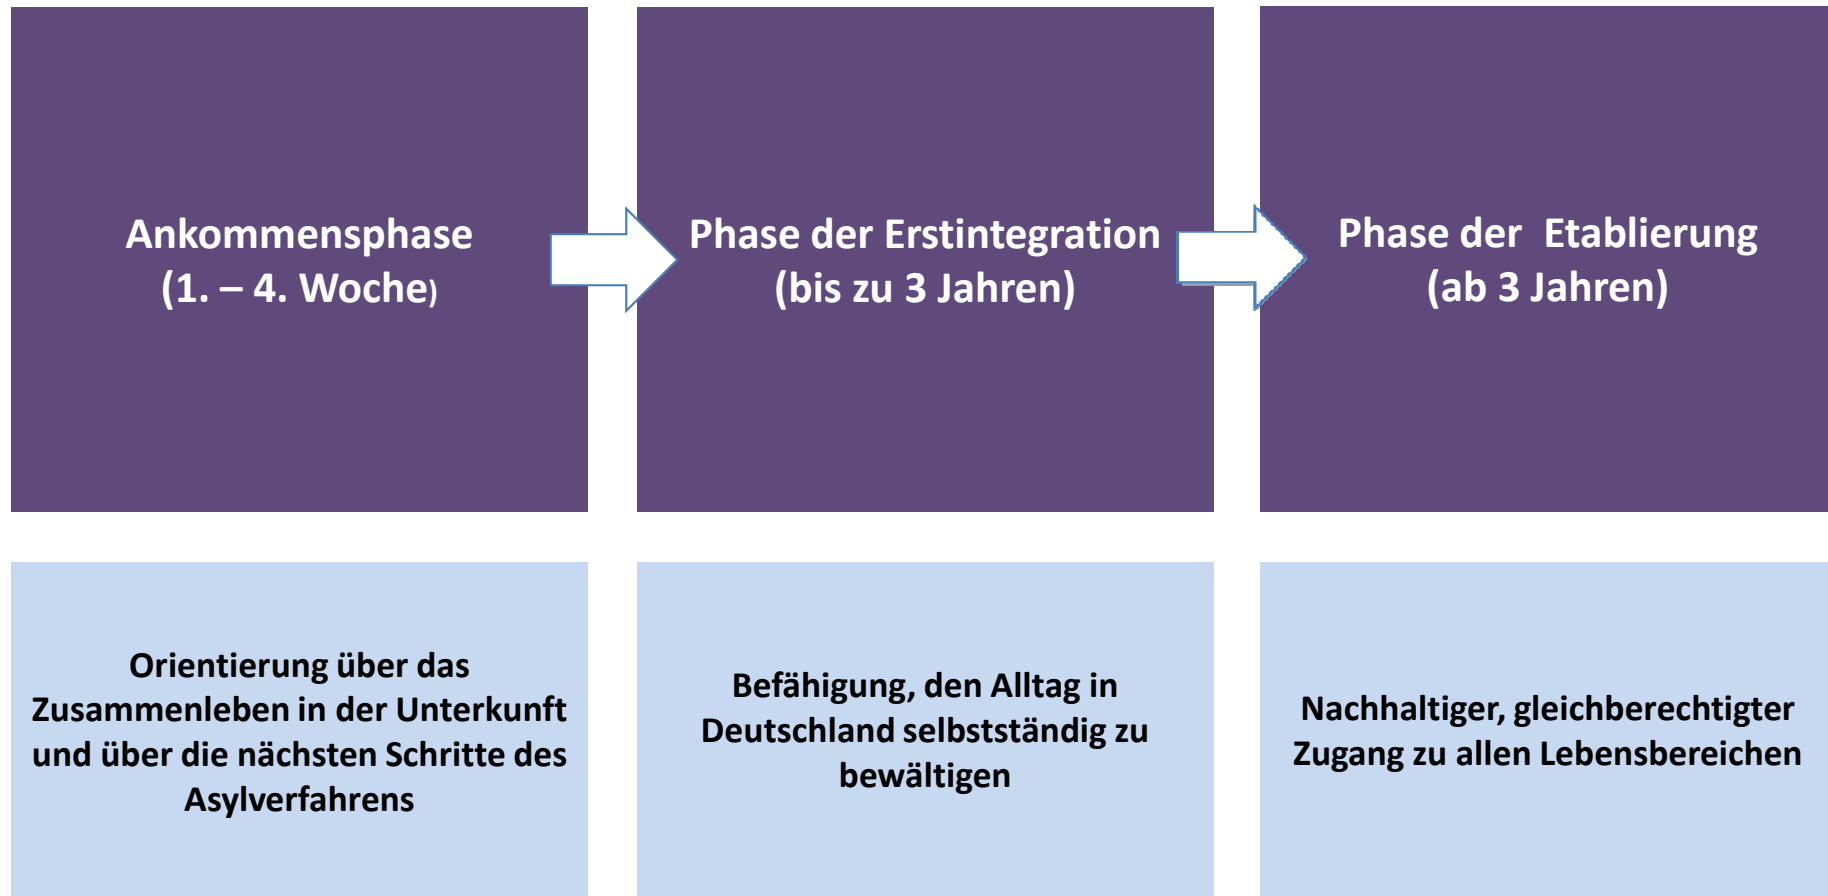 Ankommensphase
(1. – 4. Woche)
Phase der Erstintegration
(bis zu 3 Jahren)
Phase der  Etablierung
(ab 3 Jahren)
Orientierung über das
Zusammenleben in der Unterkunft
und über die nächsten Schritte des
Asylverfahrens
Befähigung, den Alltag in
Deutschland selbstständig zu
bewältigen
Nachhaltiger, gleichberechtigter
Zugang zu allen Lebensbereichen